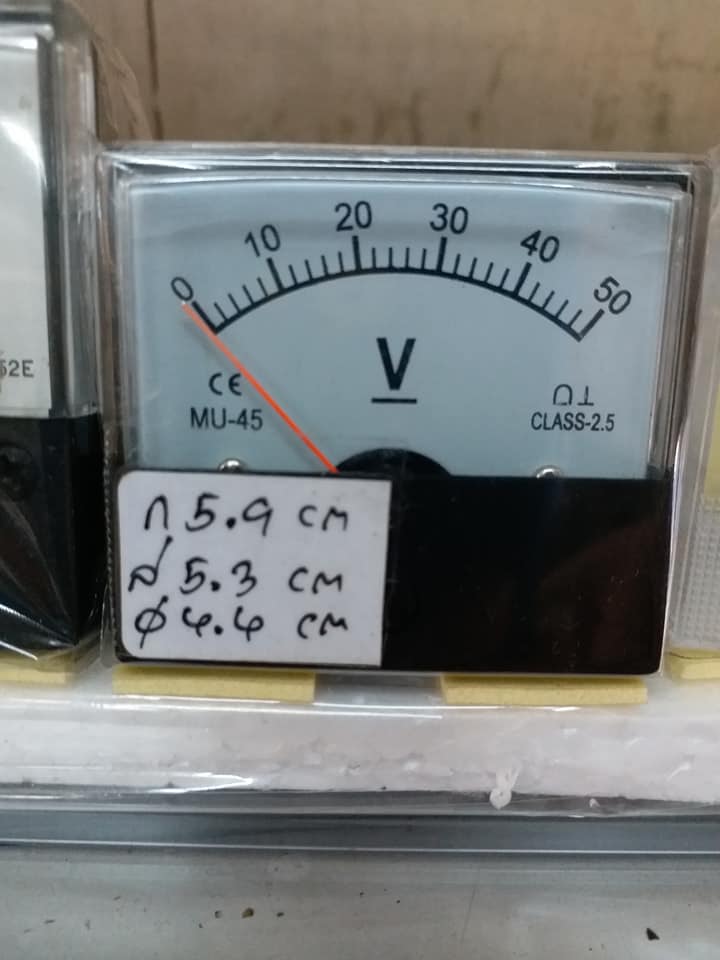 0 10 20 30 40 50
V
CE
MU-45
CLASS-2.5
52E
ก 5.9 cm
ส 5.3 cm
φ 4.4 cm